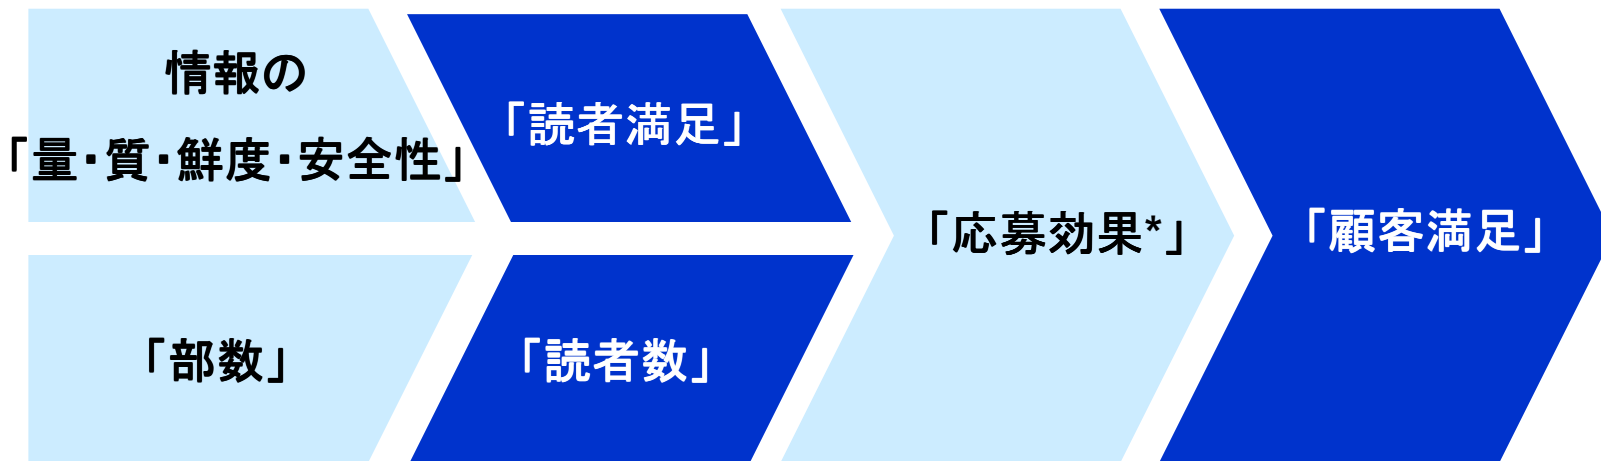 情報の
「量・質・鮮度・安全性」
「読者満足」
「部数」
「読者数」
「応募効果*」
「顧客満足」